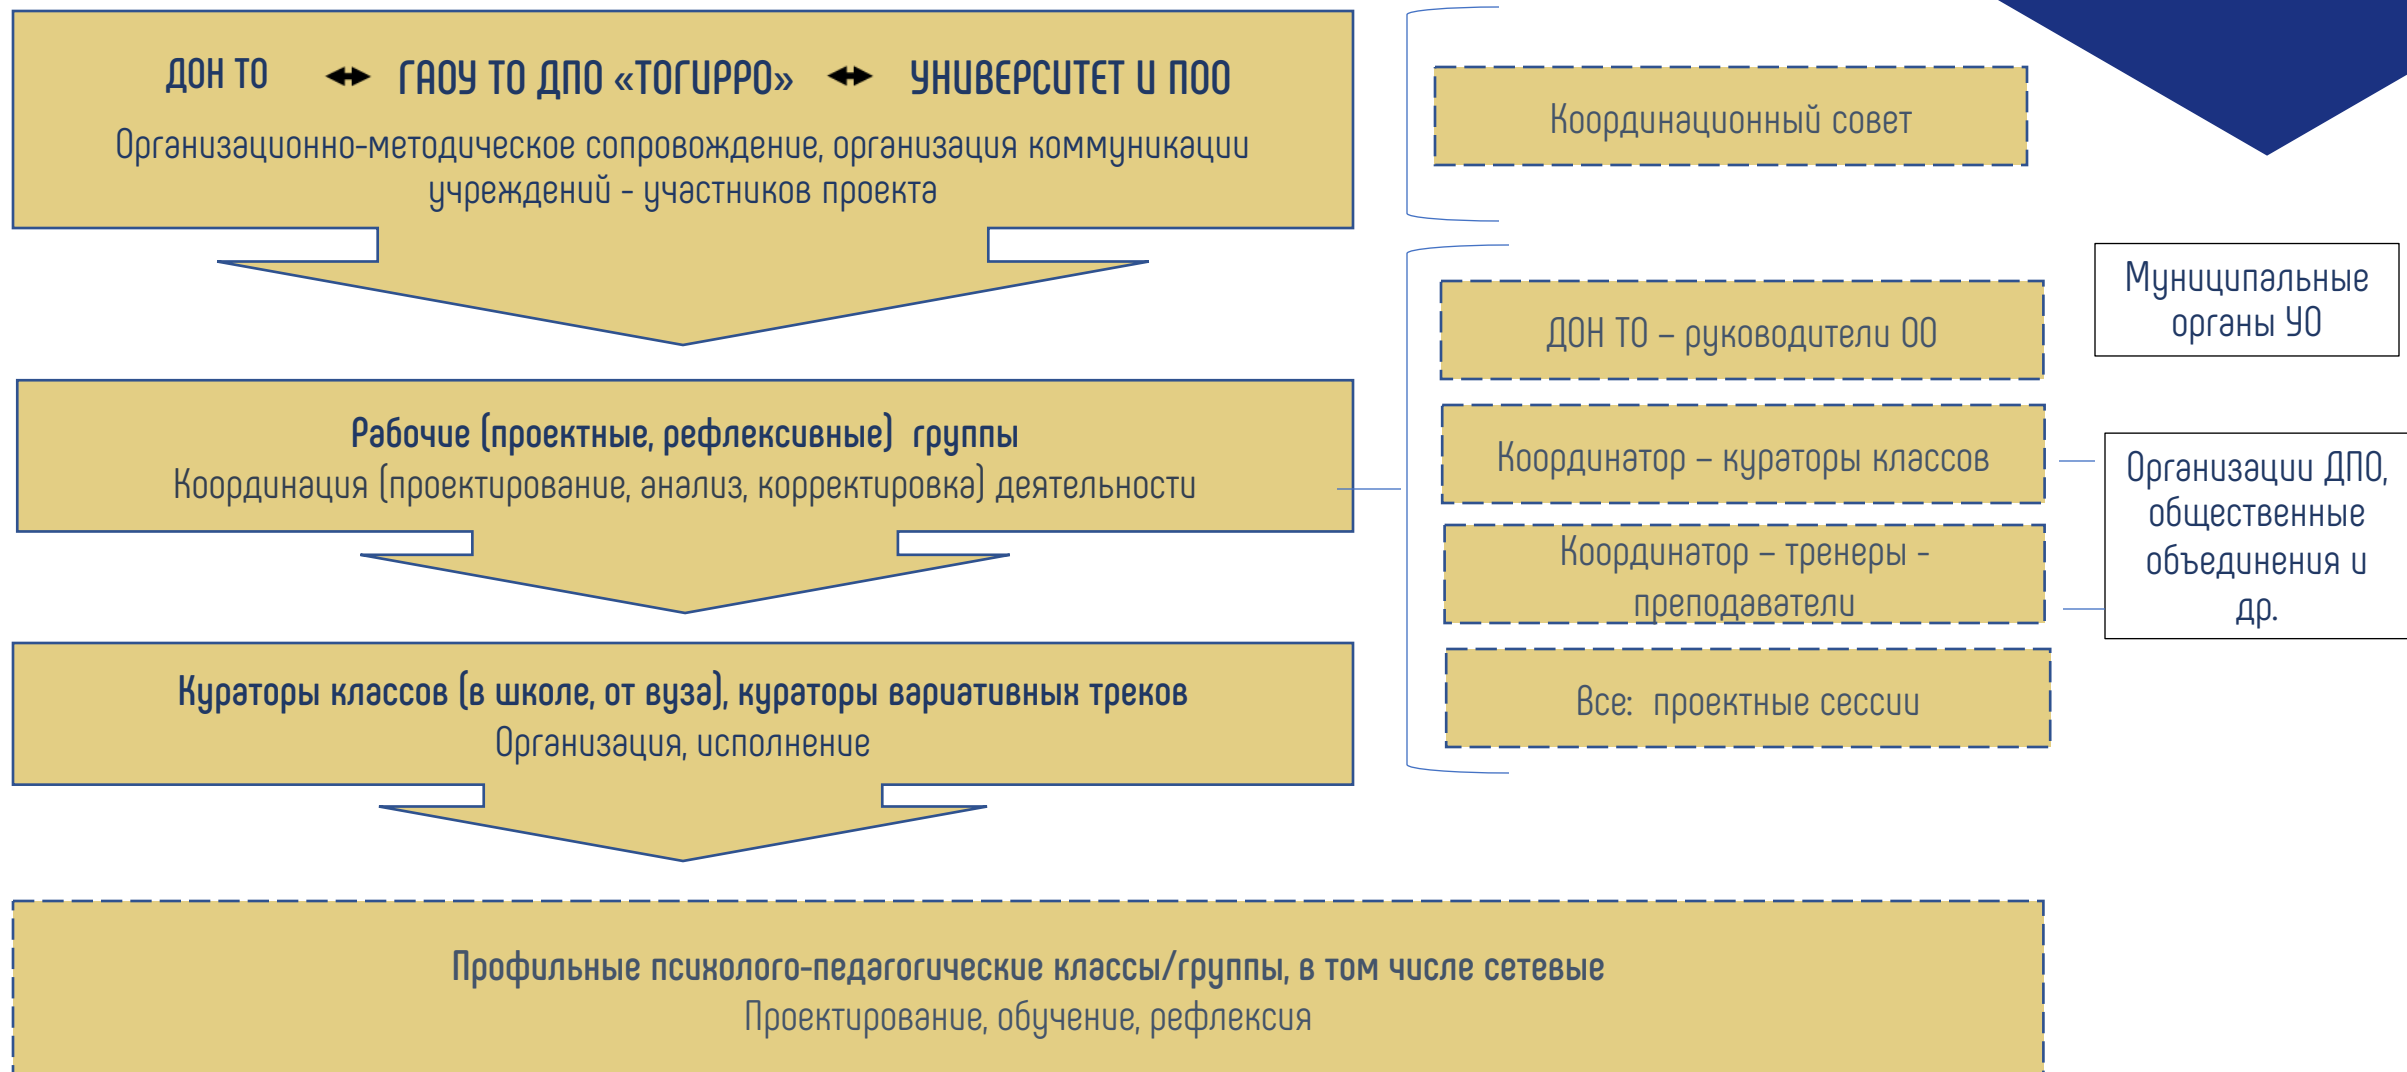 ДОН ТО ГАОУ ТО ДПО «ТОГИРРО» УНИВЕРСИТЕТ И ПОО
Организационно-методическое сопровождение, организация коммуникации
учреждений - участников проекта
Координационный совет
Рабочие (проектные, рефлексивные) группы
Координация (проектирование, анализ, корректировка) деятельности
ДОН ТО – руководители ОО
Координатор – кураторы классов
Координатор – тренеры -
преподаватели
Все: проектные сессии
Муниципальные
органы УО
Организации ДПО,
общественные
объединения и
др.
Кураторы классов (в школе, от вуза), кураторы вариативных треков
Организация, исполнение
Профильные психолого-педагогические классы/группы, в том числе сетевые
Проектирование, обучение, рефлексия